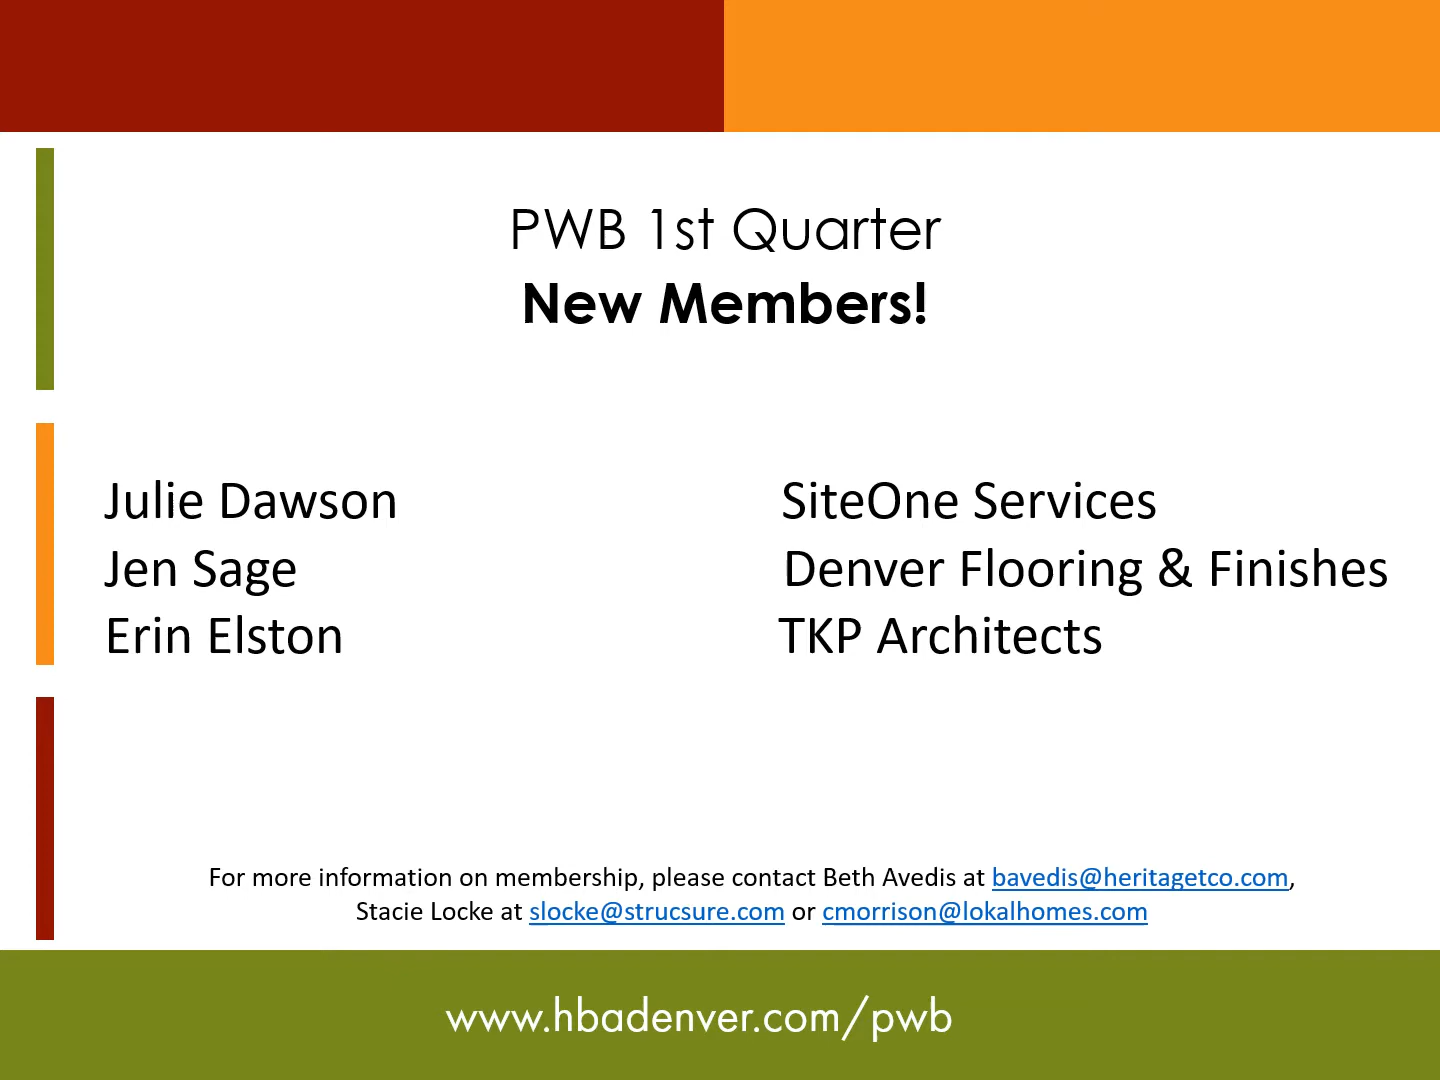 PWB 1st Quarter
New Members!
Julie Dawson SiteOne Services
Jen Sage Denver Flooring & Finishes
Erin Elston TKP Architects
For more information on membership, please contact Beth Avedis at bavedis@heritagetco.com,
Stacie Locke at slocke@strucsure.com or cmorrison@lokalhomes.com
www.hbadenver.com/pwb